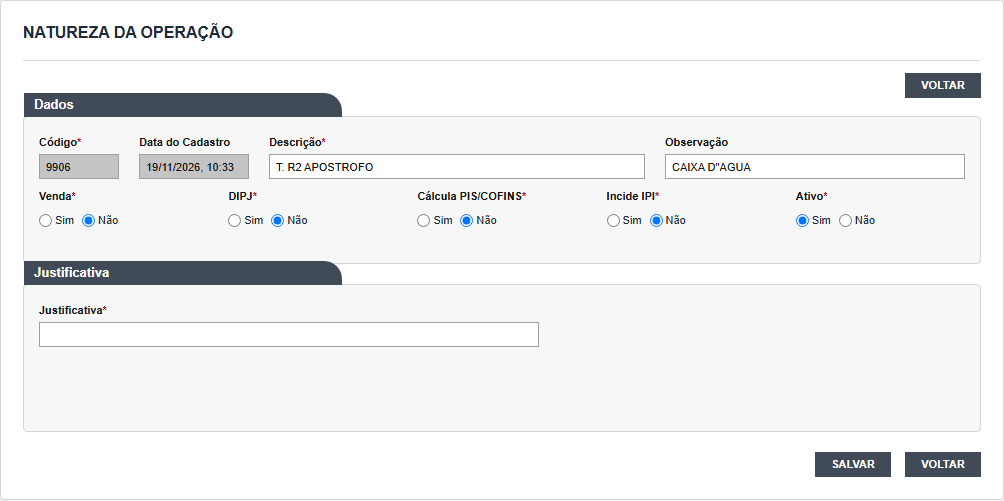 NATUREZA DA OPERAÇÃO
VOLTAR
Dados
Código* Data do Cadastro Descrição* Observação
9906 19/11/2026, 10:33 T. R2 APOSTROFO CAIXA D"AGUA
Venda* DIPJ* Cálcula PIS/COFINS* Incide IPI* Ativo*
Sim Não Sim Não Sim Não Sim Não Sim Não
Justificativa
Justificativa*
SALVAR VOLTAR